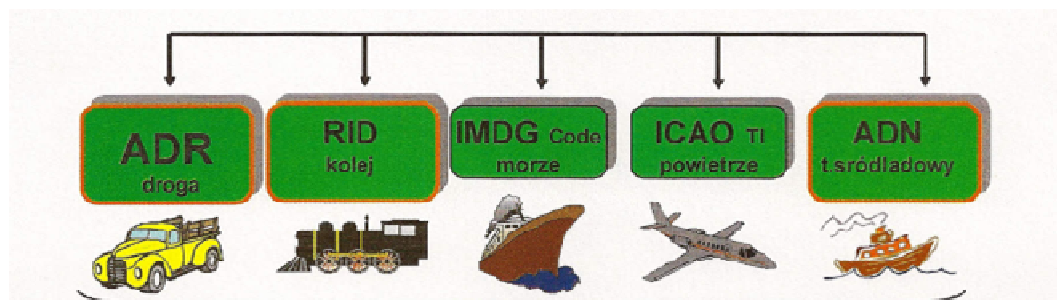 ADR
droga
RID
kolej
IMDG Code
morze
ICAO TI
powietrze
ADN
t.sródladowy